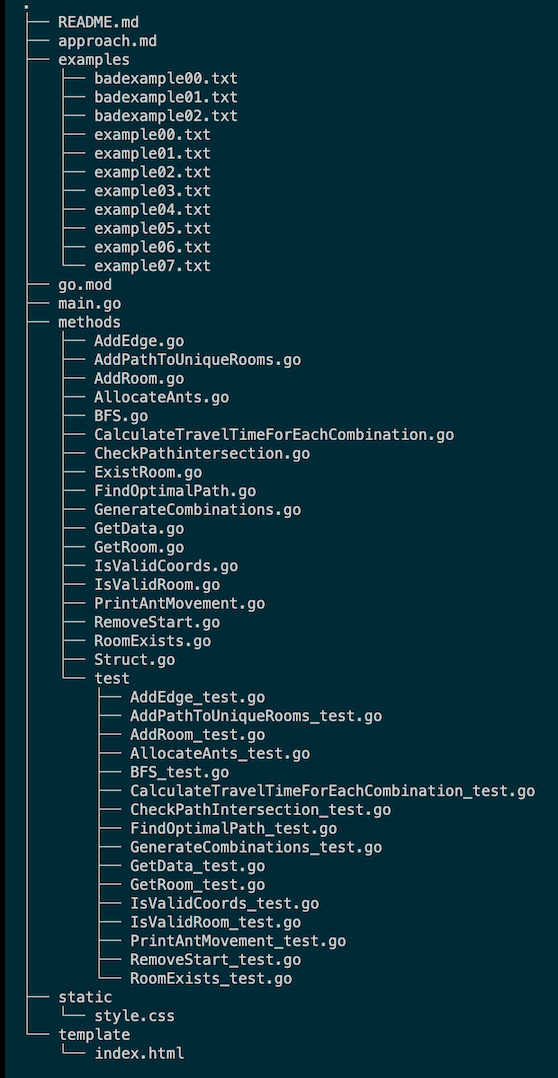 .
├── README.md
├── approach.md
├── examples
│   ├── badexample00.txt
│   ├── badexample01.txt
│   ├── badexample02.txt
│   ├── example00.txt
│   ├── example01.txt
│   ├── example02.txt
│   ├── example03.txt
│   ├── example04.txt
│   ├── example05.txt
│   ├── example06.txt
│   └── example07.txt
├── go.mod
├── main.go
├── methods
│   ├── AddEdge.go
│   ├── AddPathToUniqueRooms.go
│   ├── AddRoom.go
│   ├── AllocateAnts.go
│   ├── BFS.go
│   ├── CalculateTravelTimeForEachCombination.go
│   ├── CheckPathintersection.go
│   ├── ExistRoom.go
│   ├── FindOptimalPath.go
│   ├── GenerateCombinations.go
│   ├── GetData.go
│   ├── GetRoom.go
│   ├── IsValidCoords.go
│   ├── IsValidRoom.go
│   ├── PrintAntMovement.go
│   ├── RemoveStart.go
│   ├── RoomExists.go
│   ├── Struct.go
│   └── test
│       ├── AddEdge_test.go
│       ├── AddPathToUniqueRooms_test.go
│       ├── AddRoom_test.go
│       ├── AllocateAnts_test.go
│       ├── BFS_test.go
│       ├── CalculateTravelTimeForEachCombination_test.go
│       ├── CheckPathIntersection_test.go
│       ├── FindOptimalPath_test.go
│       ├── GenerateCombinations_test.go
│       ├── GetData_test.go
│       ├── GetRoom_test.go
│       ├── IsValidCoords_test.go
│       ├── IsValidRoom_test.go
│       ├── PrintAntMovement_test.go
│       ├── RemoveStart_test.go
│       └── RoomExists_test.go
├── static
│   └── style.css
└── template
    └── index.html